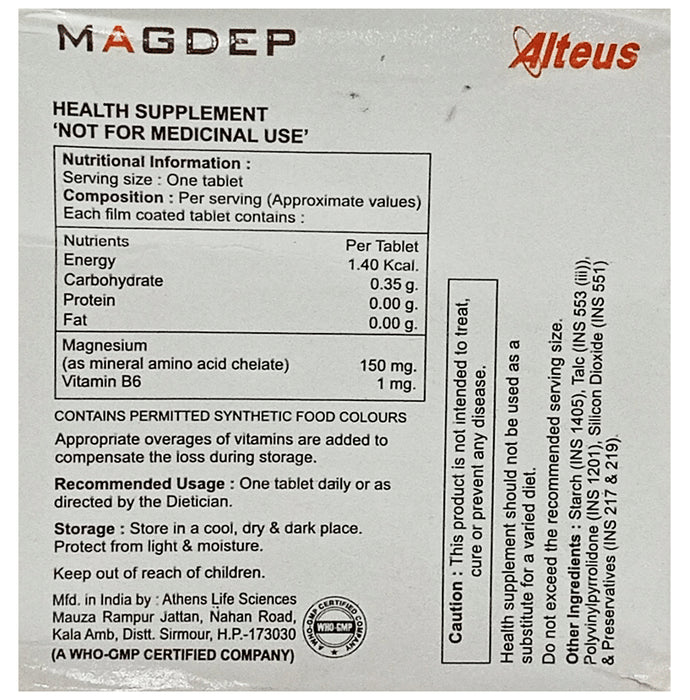 MAGDEP
Alteus
HEALTH SUPPLEMENT
‘NOT FOR MEDICINAL USE’
Nutritional Information :
Serving size : One tablet
Composition : Per serving (Approximate values)
Each film coated tablet contains :
Nutrients Per Tablet
Energy 1.40 Kcal.
Carbohydrate 0.35 g.
Protein 0.00 g.
Fat 0.00 g.
Magnesium
(as mineral amino acid chelate) 150 mg.
Vitamin B6 1 mg.
CONTAINS PERMITTED SYNTHETIC FOOD COLOURS
Appropriate overages of vitamins are added to
compensate the loss during storage.
Recommended Usage : One tablet daily or as
directed by the Dietician.
Storage : Store in a cool, dry & dark place.
Protect from light & moisture.
Keep out of reach of children.
Mfd. in India by : Athens Life Sciences
Mauza Rampur Jattan, Nahan Road,
Kala Amb, Distt. Sirmour, H.P.-173030
(A WHO-GMP CERTIFIED COMPANY)
A WHO-GMP CERTIFIED COMPANY
WHO-GMP
Caution : This product is not intended to treat,
cure or prevent any disease.
Health supplement should not be used as a
substitute for a varied diet.
Do not exceed the recommended serving size.
Other Ingredients : Starch (INS 1405), Talc (INS 553 (iii)),
Polyvinylpyrrolidone (INS 1201), Silicon Dioxide (INS 551)
& Preservatives (INS 217 & 219).